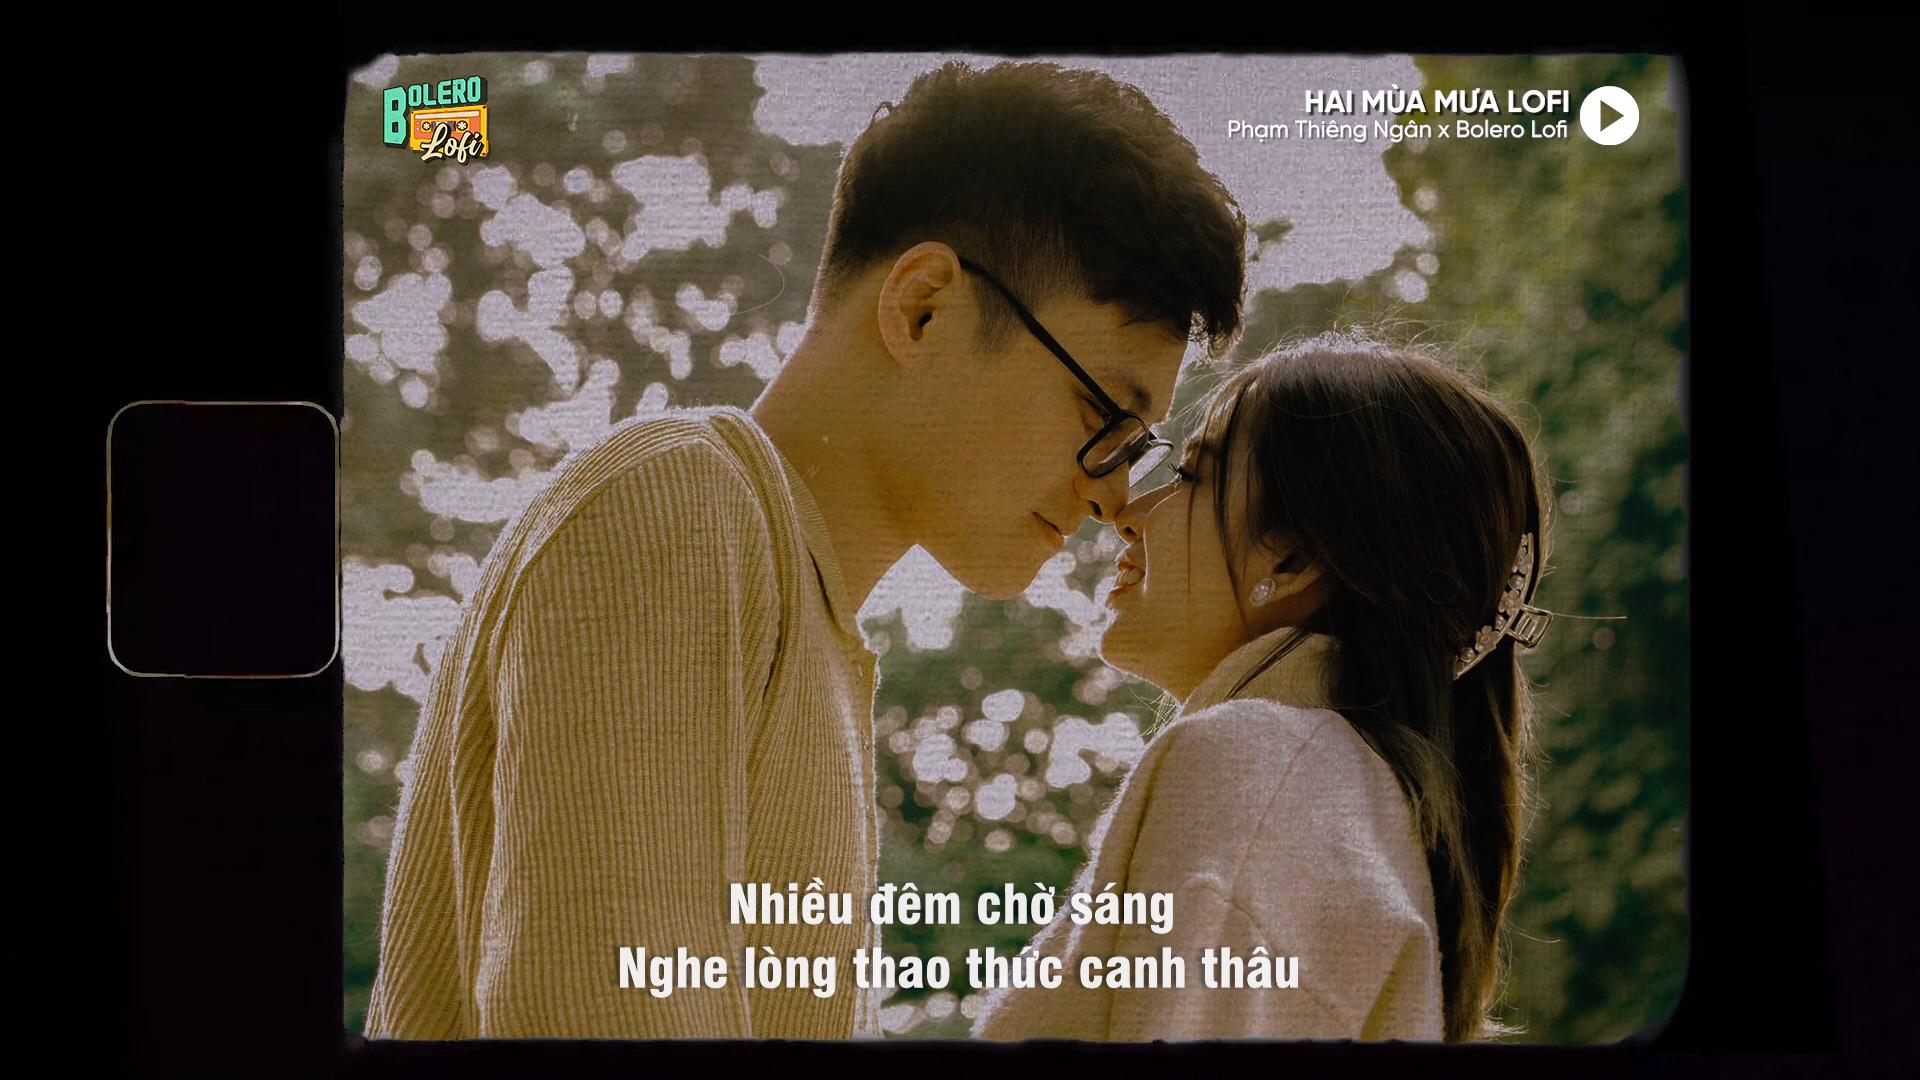 BOLERO
Lofi
HAI MÙA MƯA LOFI
Phạm Thiêng Ngân x Bolero Lofi
Nhiều đêm chờ sáng
Nghe lòng thao thức canh thâu